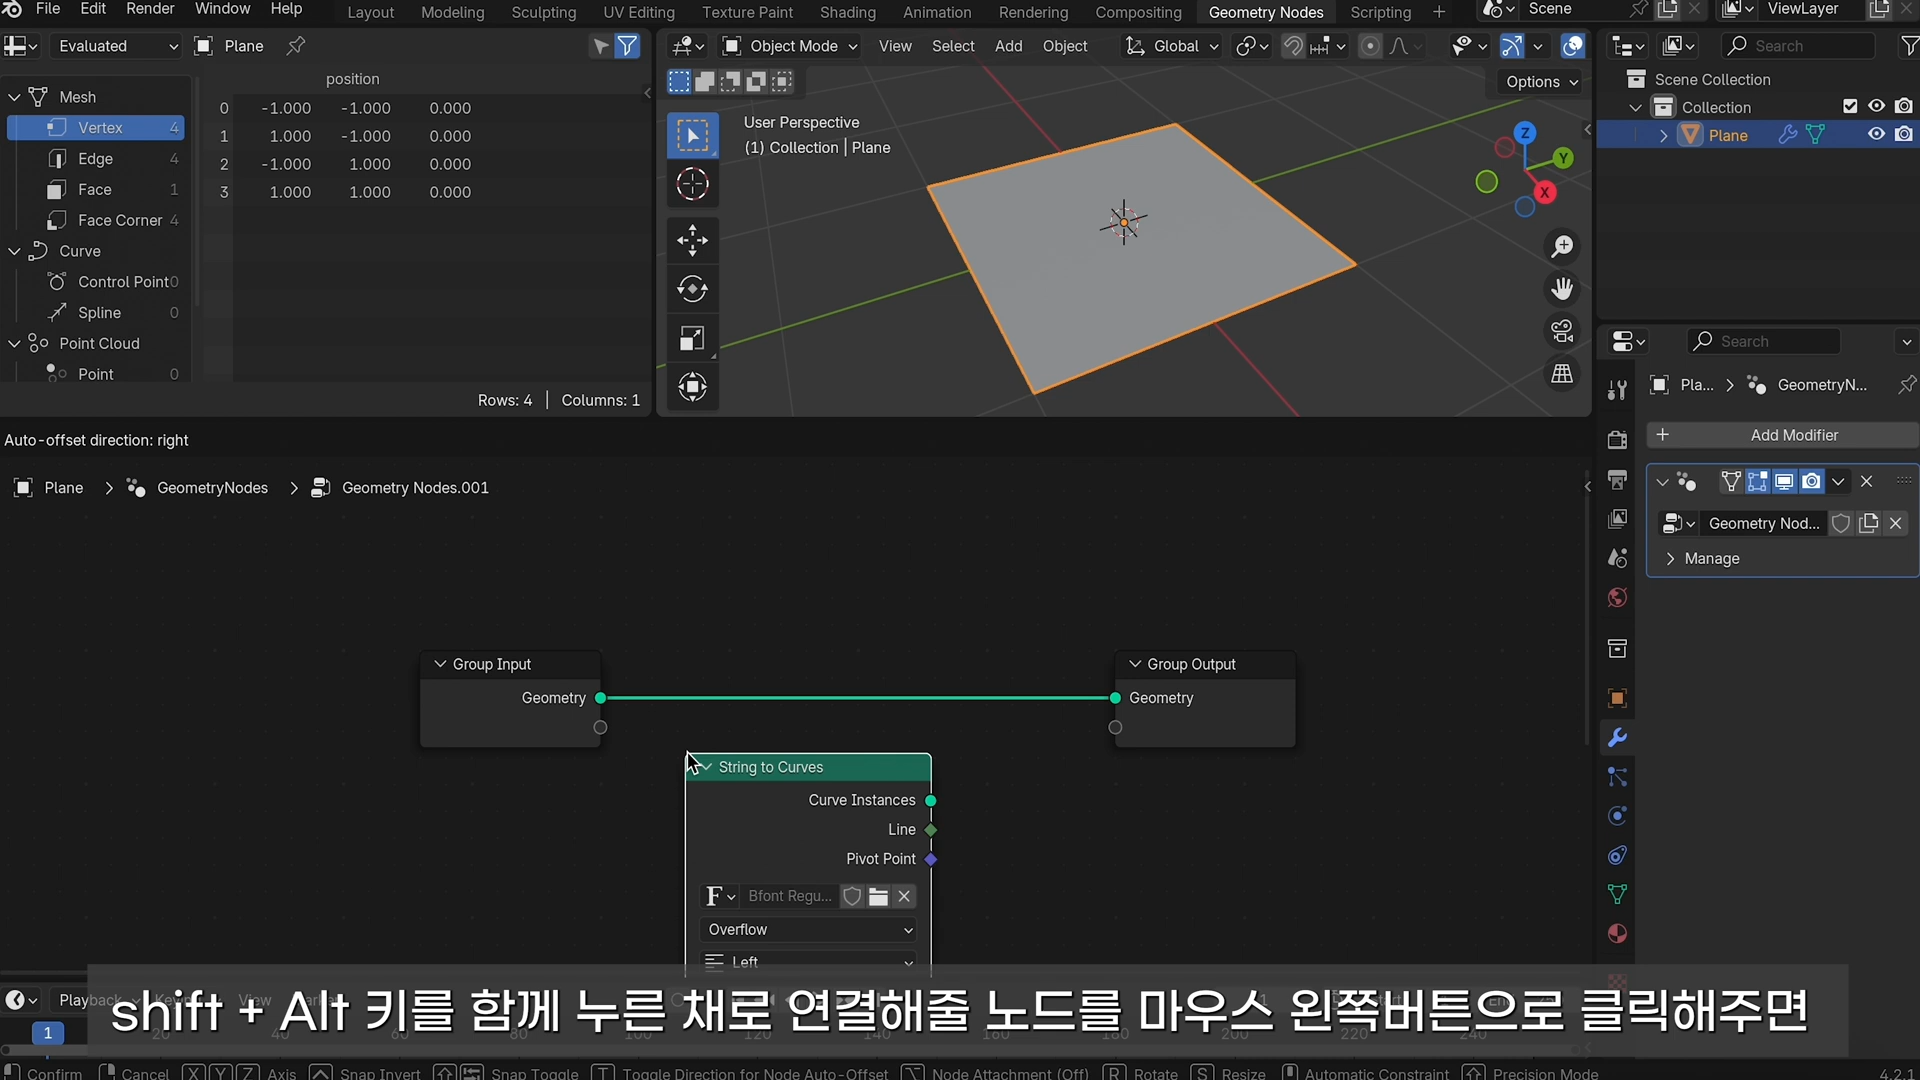 File Edit Render Window Help Layout Modeling Sculpting UV Editing Texture Paint Shading Animation Rendering Compositing Geometry Nodes Scripting + Scene ViewLayer
Evaluated Plane
position
Mesh
Vertex 4
Edge 4
Face 1
Face Corner 4
Curve
Control Point 0
Spline 0
Point Cloud
Point 0
0 -1.000 -1.000 0.000
1 1.000 -1.000 0.000
2 -1.000 1.000 0.000
3 1.000 1.000 0.000
Rows: 4 | Columns: 1
Object Mode View Select Add Object Global
Options
User Perspective
(1) Collection | Plane
Z
Y
X
Search
Scene Collection
Collection
Plane
Search
Pla... > GeometryN...
+ Add Modifier
Geometry Nod...
Manage
Auto-offset direction: right
Plane > GeometryNodes > Geometry Nodes.001
Group Input
Geometry
Group Output
Geometry
String to Curves
Curve Instances
Line
Pivot Point
F Bfont Regu...
Overflow
Left
Playback View
shift + Alt 키를 함께 누른 채로 연결해줄 노드를 마우스 왼쪽버튼으로 클릭해주면
1
Confirm Cancel X Y Z Axis Snap Invert Snap Toggle T Toggle Direction for Node Auto-Offset Node Attachment (Off) R Rotate S Resize Automatic Constraint Precision Mode 4.2.1